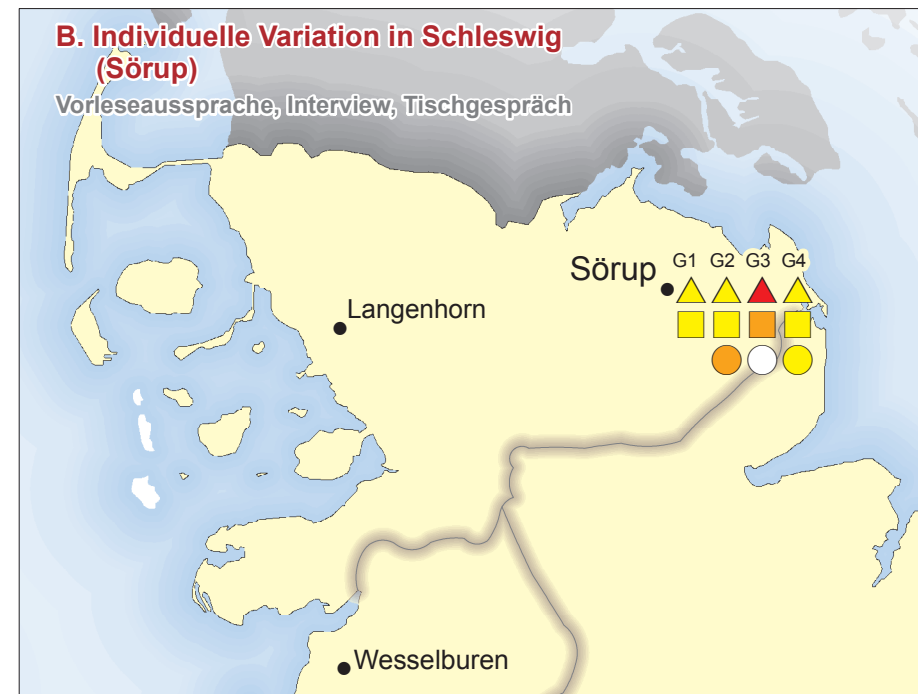 B. Individuelle Variation in Schleswig
(Sörup)
Vorleseaussprache, Interview, Tischgespräch
Sörup
G1 G2 G3 G4
Langenhorn
Wesselburen